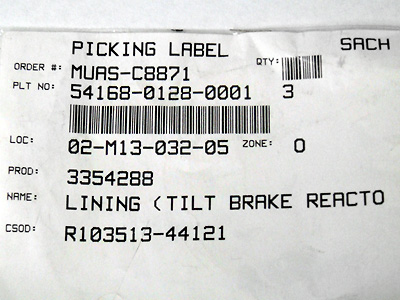 PICKING LABEL SACH
ORDER #: MUAS-C8871 QTY:
PLT NO: 54168-0128-0001 3
LOC: 02-M13-032-05 ZONE: 0
PROD: 3354288
NAME: LINING (TILT BRAKE REACTO
CSOD: R103513-44121